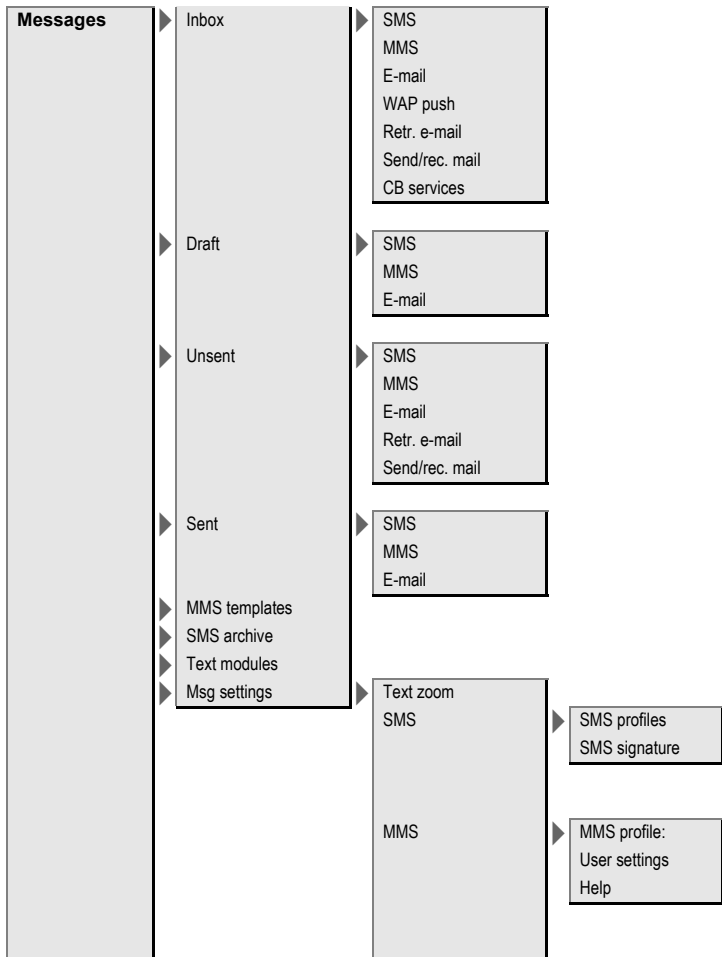 Messages
Inbox
SMS
MMS
E-mail
WAP push
Retr. e-mail
Send/rec. mail
CB services
Draft
SMS
MMS
E-mail
Unsent
SMS
MMS
E-mail
Retr. e-mail
Send/rec. mail
Sent
SMS
MMS
E-mail
MMS templates
SMS archive
Text modules
Msg settings
Text zoom
SMS
SMS profiles
SMS signature
MMS
MMS profile:
User settings
Help